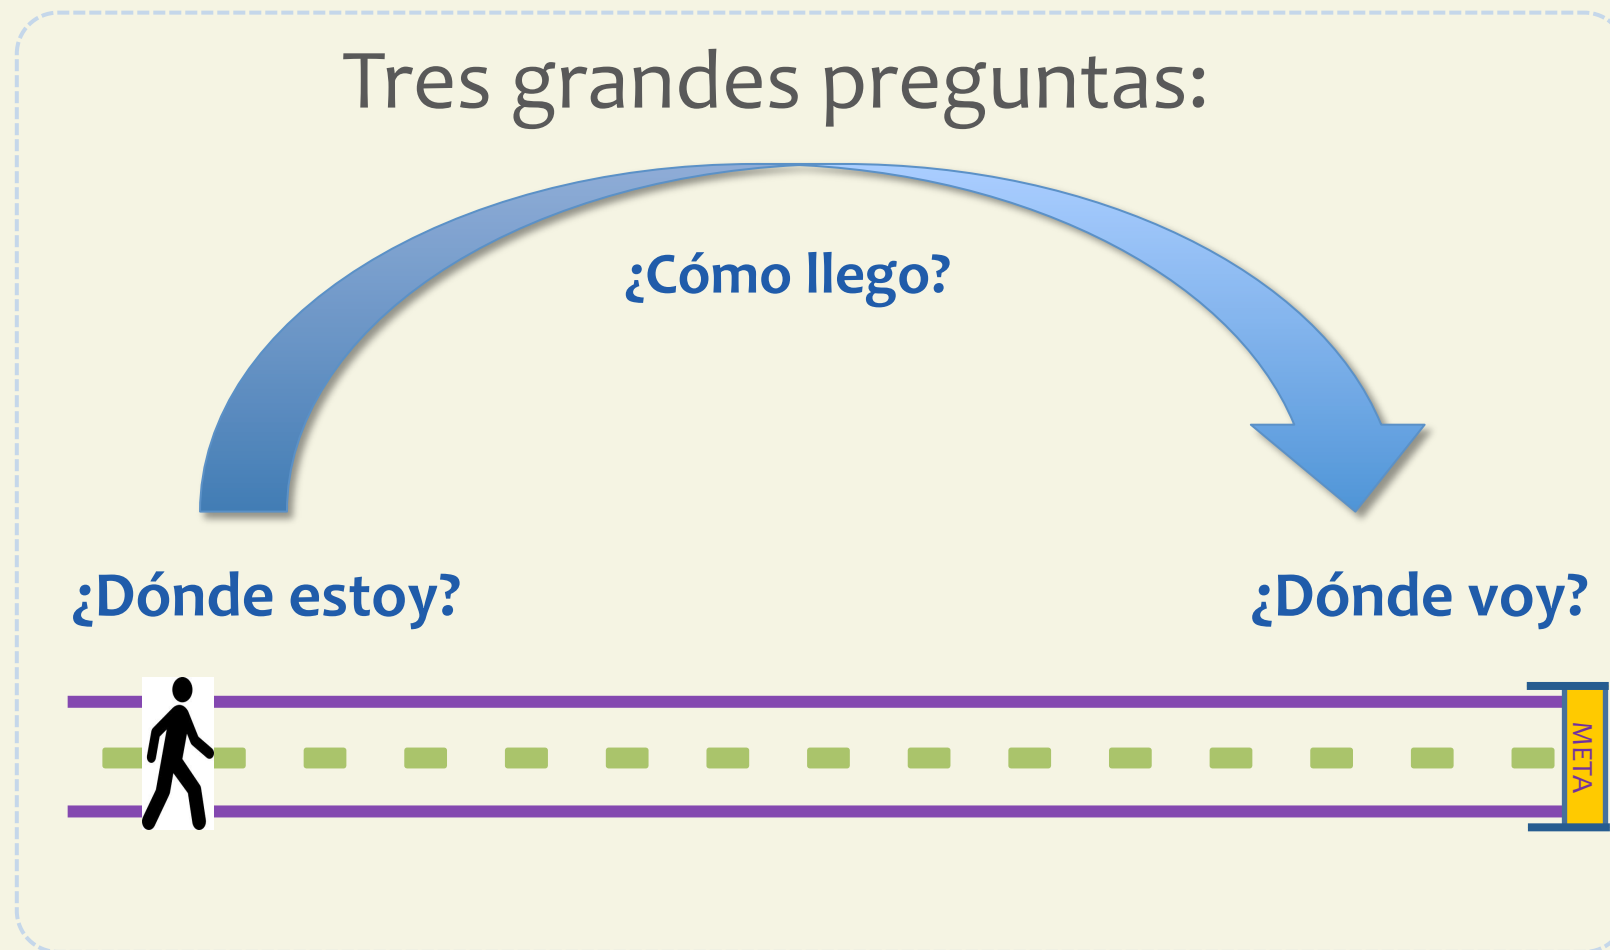 Tres grandes preguntas:
¿Cómo llego?
¿Dónde estoy?
¿Dónde voy?
META